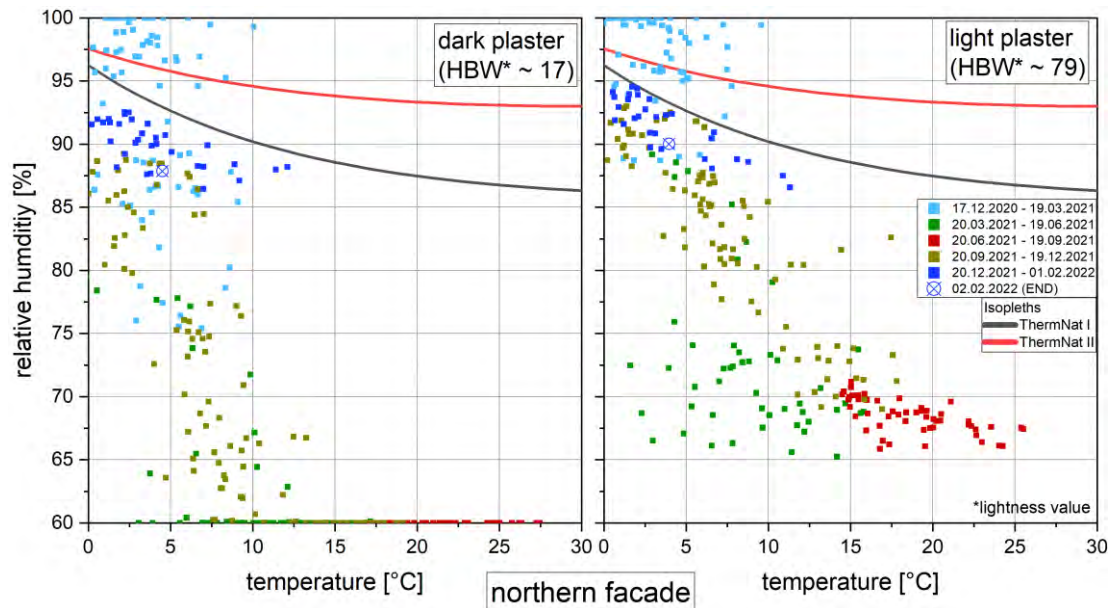 100
95
90
85
80
75
70
65
60
relative humditiy [%]
dark plaster
(HBW* ~ 17)
0
5
10
15
20
25
30
temperature [°C]
light plaster
(HBW* ~ 79)
17.12.2020 - 19.03.2021
20.03.2021 - 19.06.2021
20.06.2021 - 19.09.2021
20.09.2021 - 19.12.2021
20.12.2021 - 01.02.2022
02.02.2022 (END)
Isopleths
ThermNat I
ThermNat II
*lightness value
0
5
10
15
20
25
30
temperature [°C]
northern facade